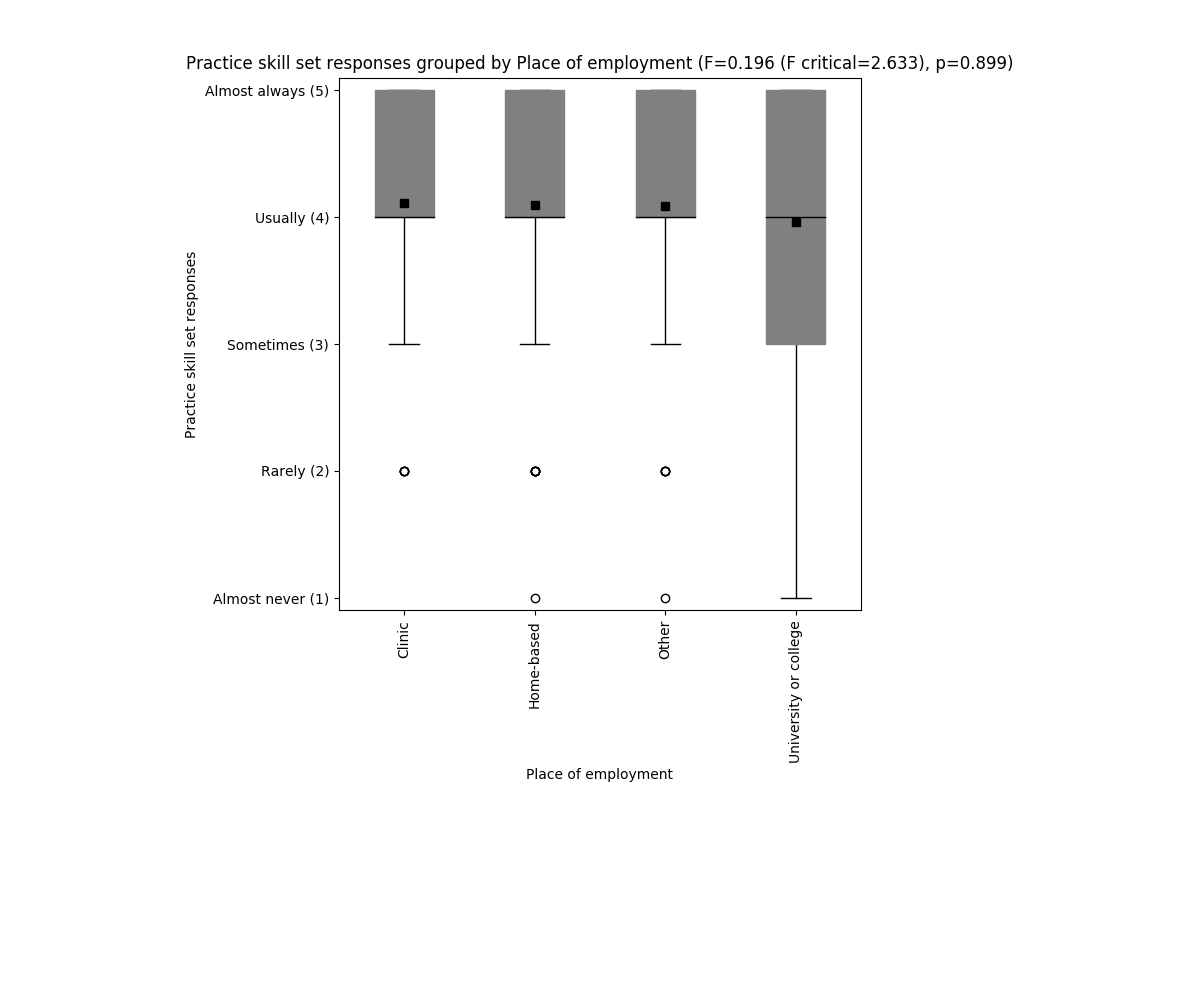 Practice skill set responses grouped by Place of employment (F=0.196 (F critical=2.633), p=0.899)
Almost always (5)
Usually (4)
Sometimes (3)
Rarely (2)
Almost never (1)
Practice skill set responses
Clinic
Home-based
Other
University or college
Place of employment